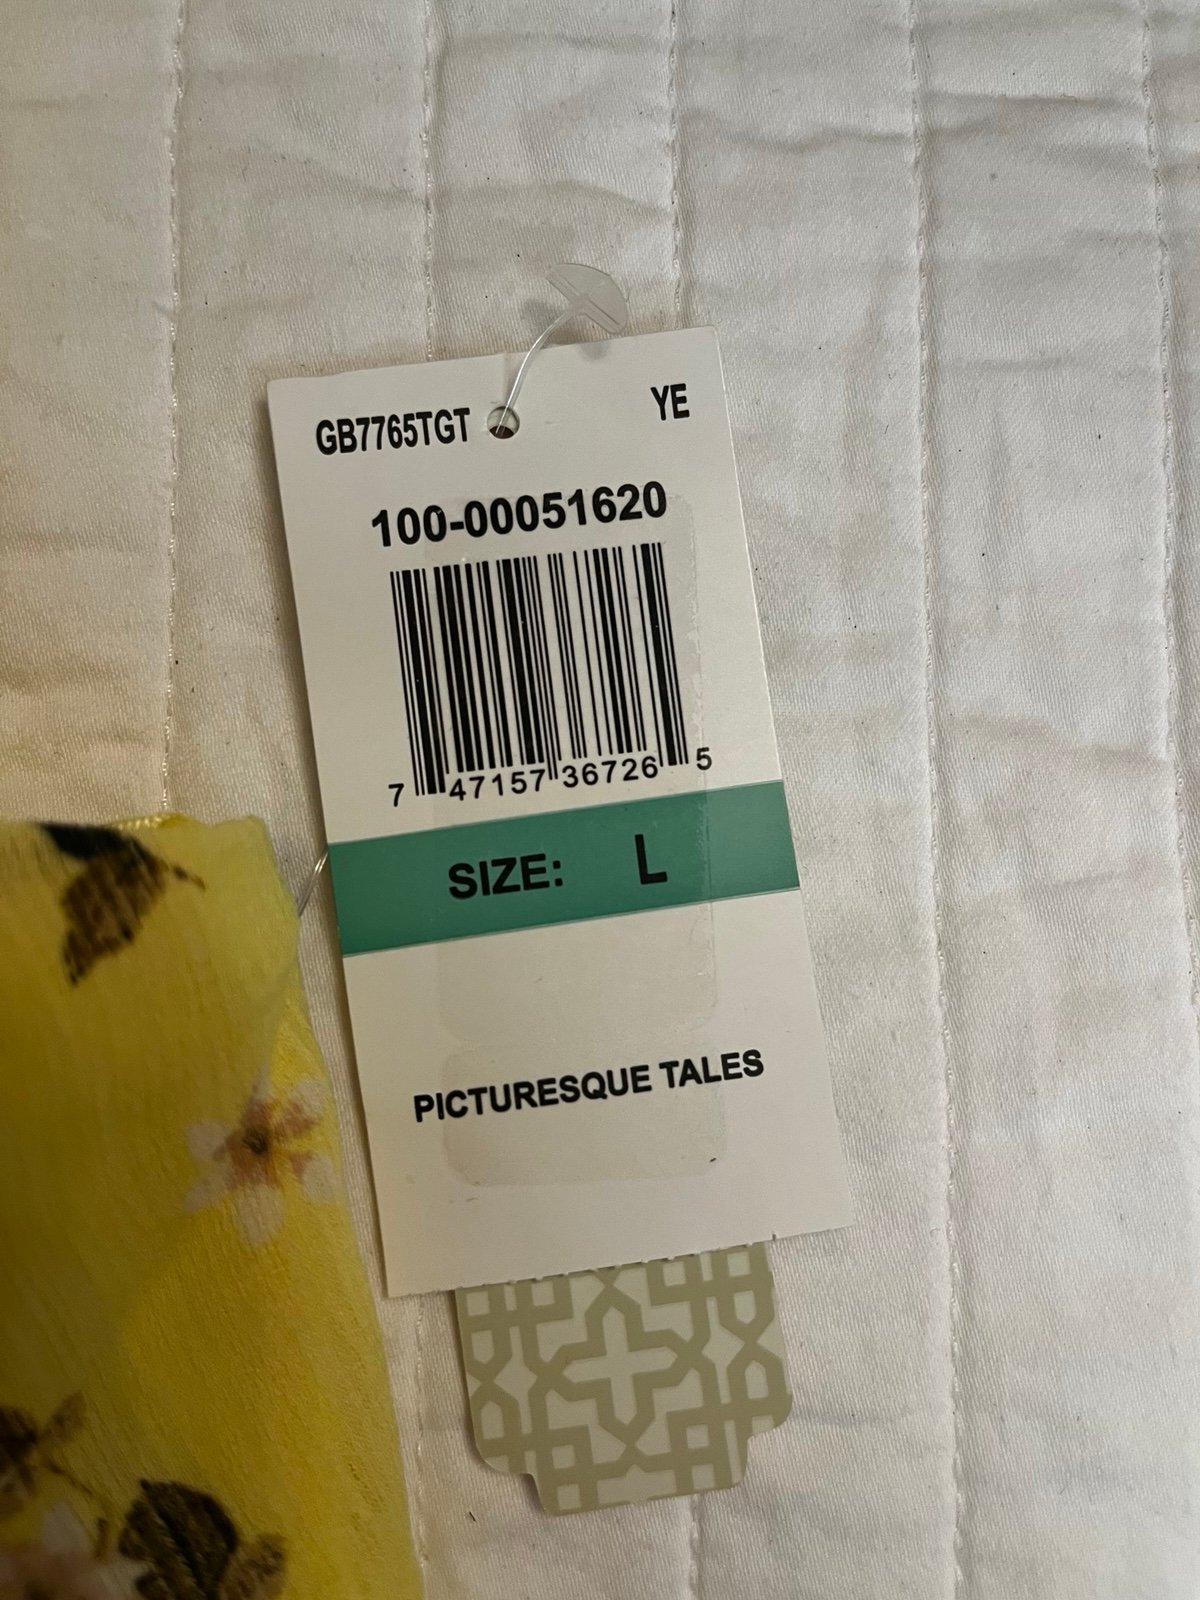 GB7765TGT YE
100-00051620
7 47157 36726 5
SIZE: L
PICTURESQUE TALES